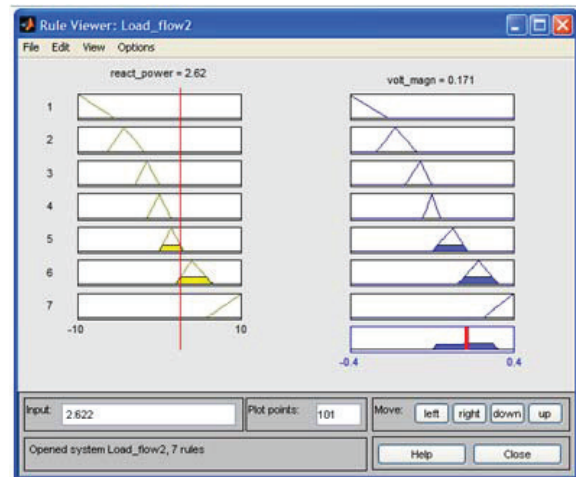 Rule Viewer: Load_flow2
File Edit View Options
react_power = 2.62
volt_magn = 0.171
1
2
3
4
5
6
7
-10 10
-0.4 0.4
Input: 2.622 Plot points: 101 Move: left right down up
Opened system Load_flow2, 7 rules
Help Close